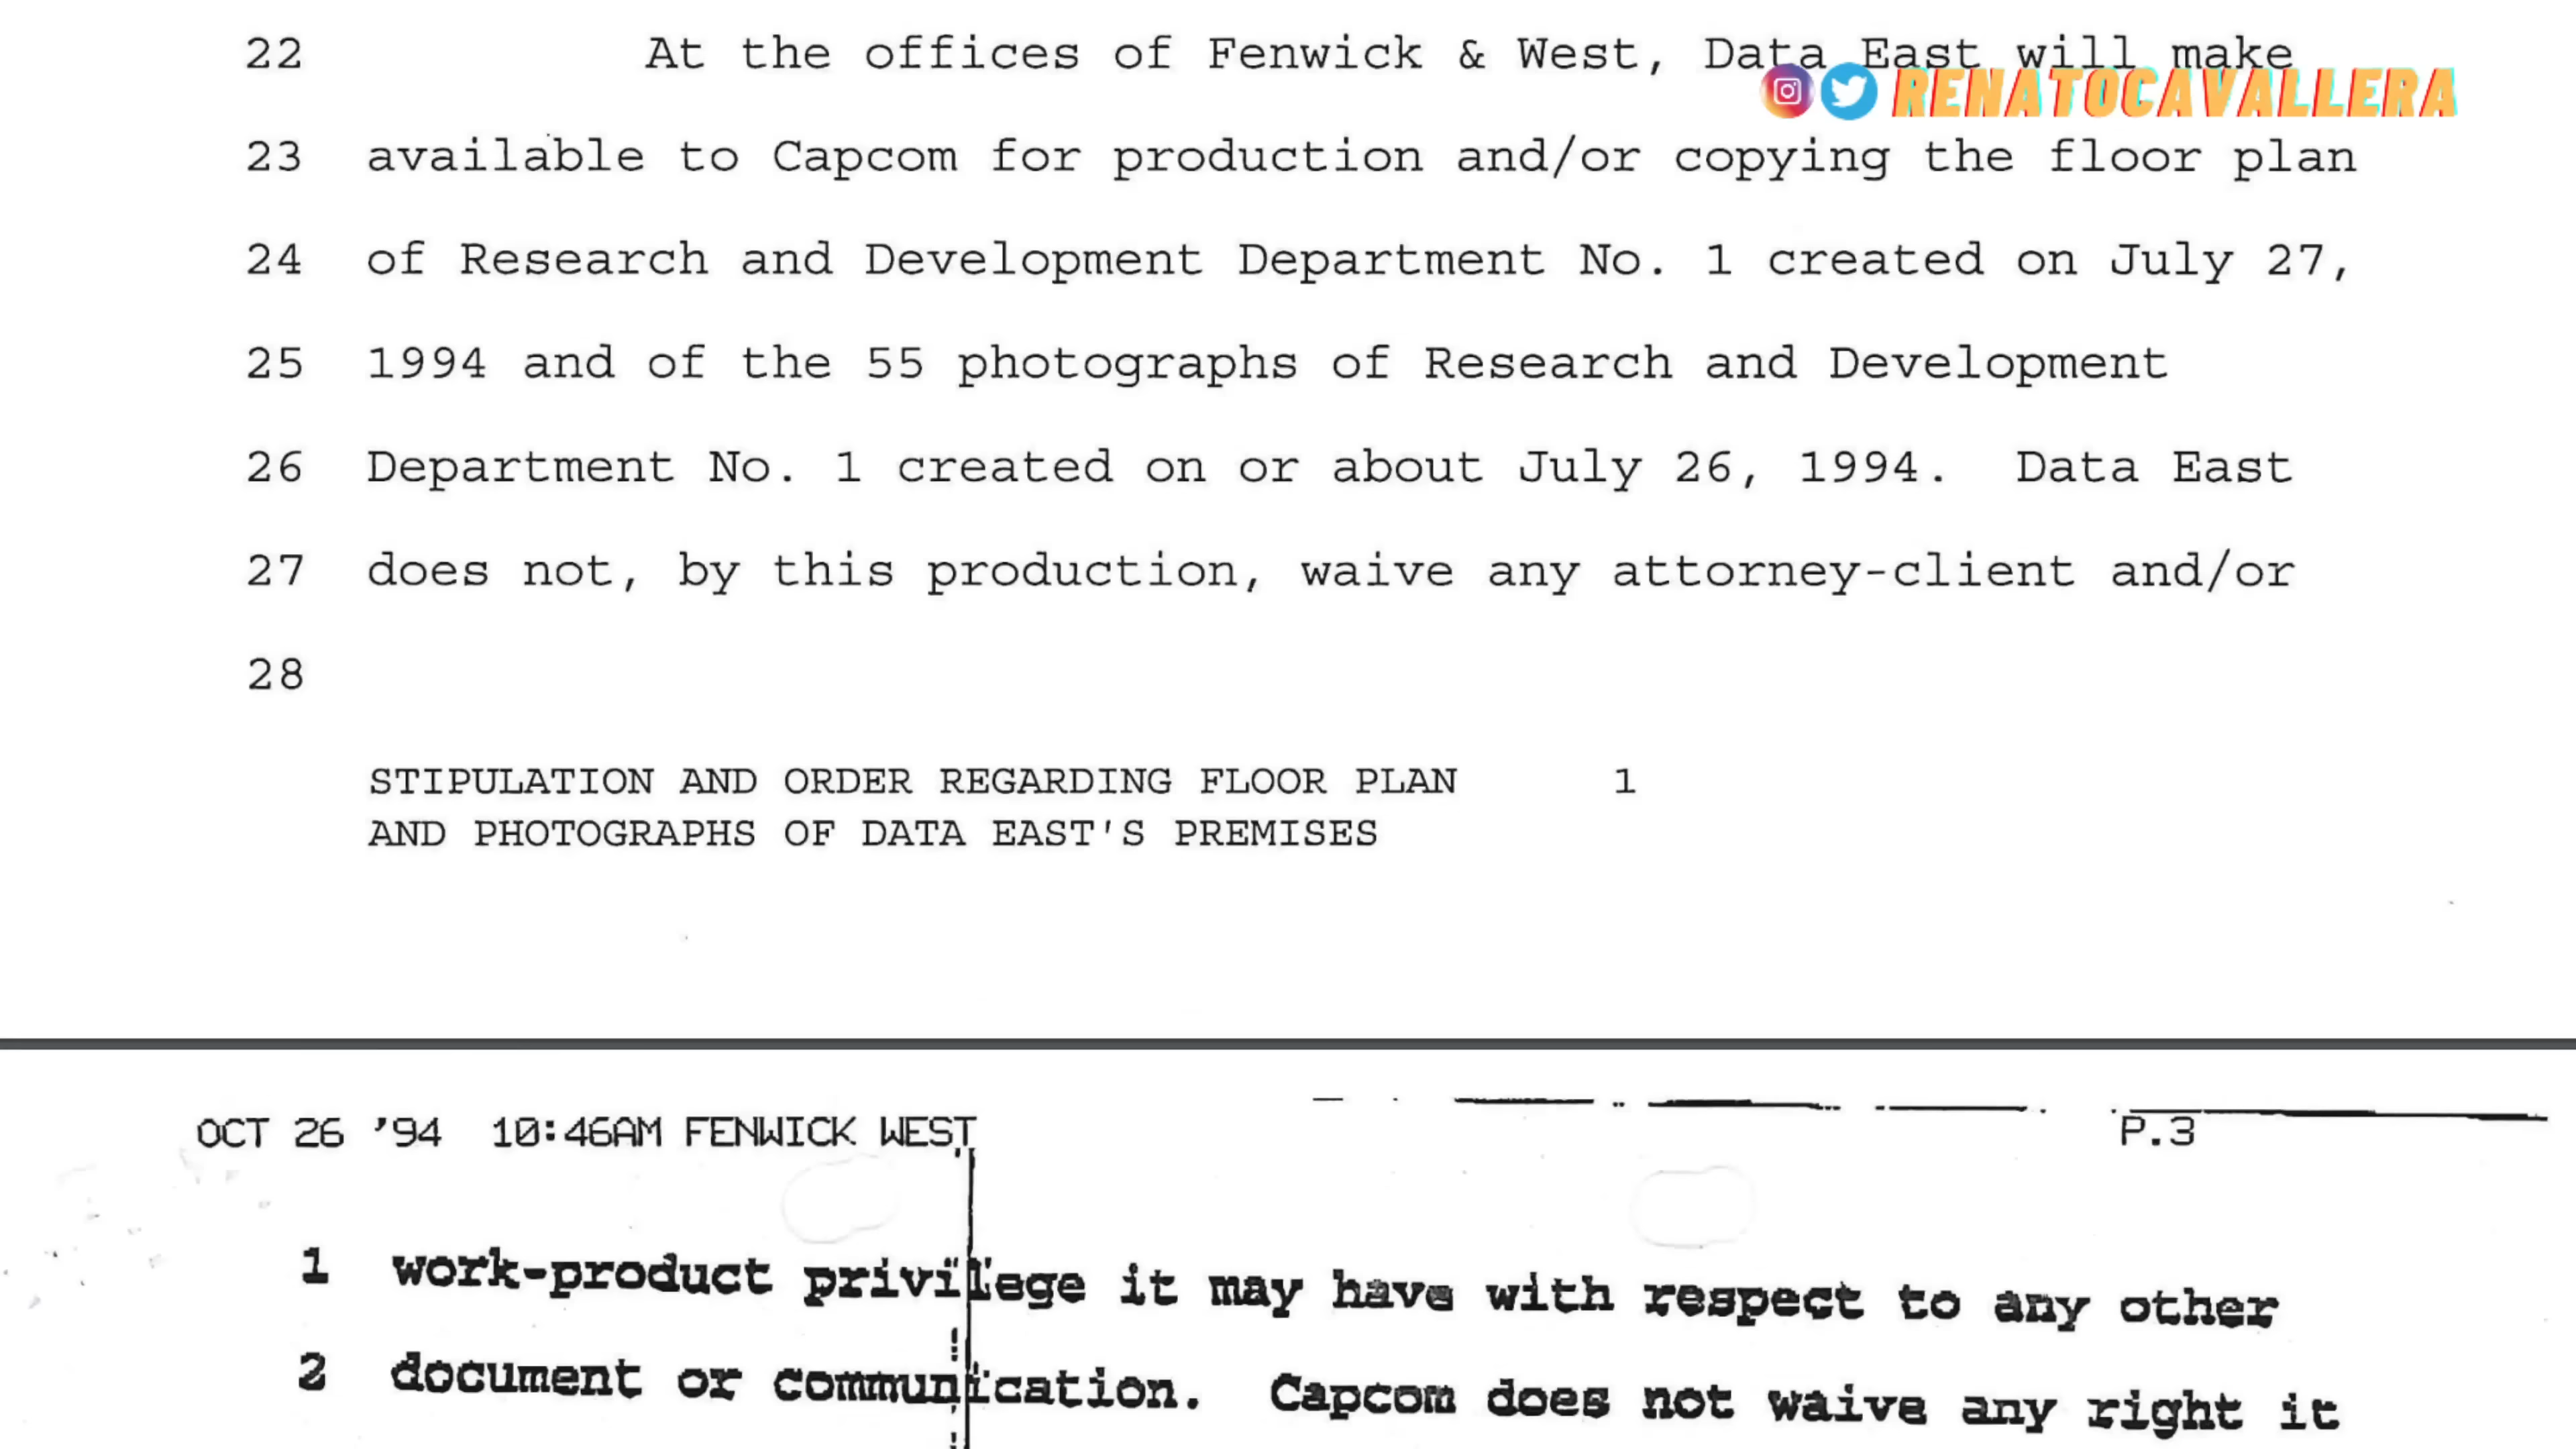 22 At the offices of Fenwick & West, Data East will make
RENATOCAVALLERA
23 available to Capcom for production and/or copying the floor plan
24 of Research and Development Department No. 1 created on July 27,
25 1994 and of the 55 photographs of Research and Development
26 Department No. 1 created on or about July 26, 1994. Data East
27 does not, by this production, waive any attorney-client and/or
28
STIPULATION AND ORDER REGARDING FLOOR PLAN 1
AND PHOTOGRAPHS OF DATA EAST'S PREMISES
OCT 26 '94 10:46AM FENWICK WEST P.3
1 work-product privilege it may have with respect to any other
2 document or communication. Capcom does not waive any right it